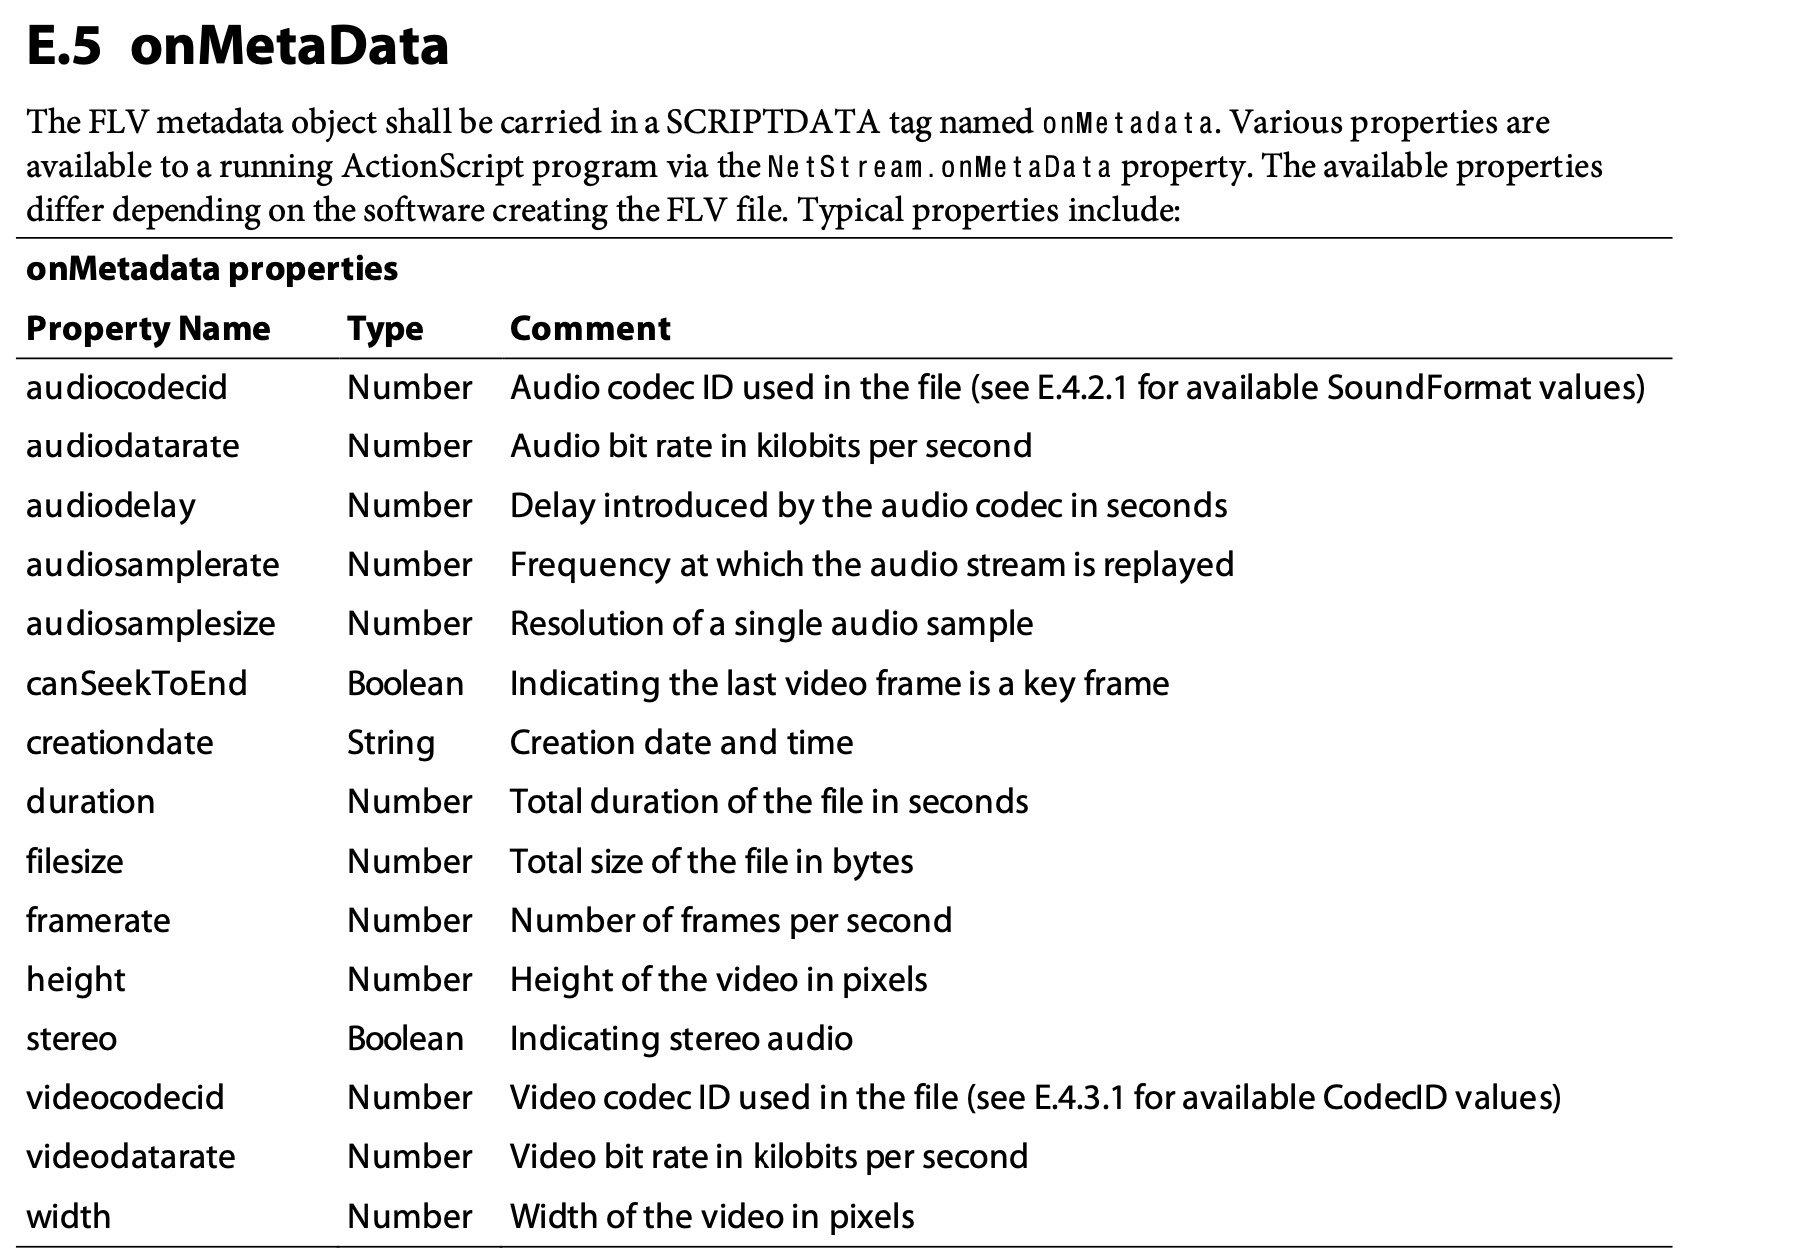 E.5 onMetaData
The FLV metadata object shall be carried in a SCRIPTDATA tag named onMetadata. Various properties are
available to a running ActionScript program via the NetStream.onMetaData property. The available properties
differ depending on the software creating the FLV file. Typical properties include:
onMetadata properties
Property Name Type Comment
audiocodecid Number Audio codec ID used in the file (see E.4.2.1 for available SoundFormat values)
audiodatarate Number Audio bit rate in kilobits per second
audiodelay Number Delay introduced by the audio codec in seconds
audiosamplerate Number Frequency at which the audio stream is replayed
audiosamplesize Number Resolution of a single audio sample
canSeekToEnd Boolean Indicating the last video frame is a key frame
creationdate String Creation date and time
duration Number Total duration of the file in seconds
filesize Number Total size of the file in bytes
framerate Number Number of frames per second
height Number Height of the video in pixels
stereo Boolean Indicating stereo audio
videocodecid Number Video codec ID used in the file (see E.4.3.1 for available CodecID values)
videodatarate Number Video bit rate in kilobits per second
width Number Width of the video in pixels